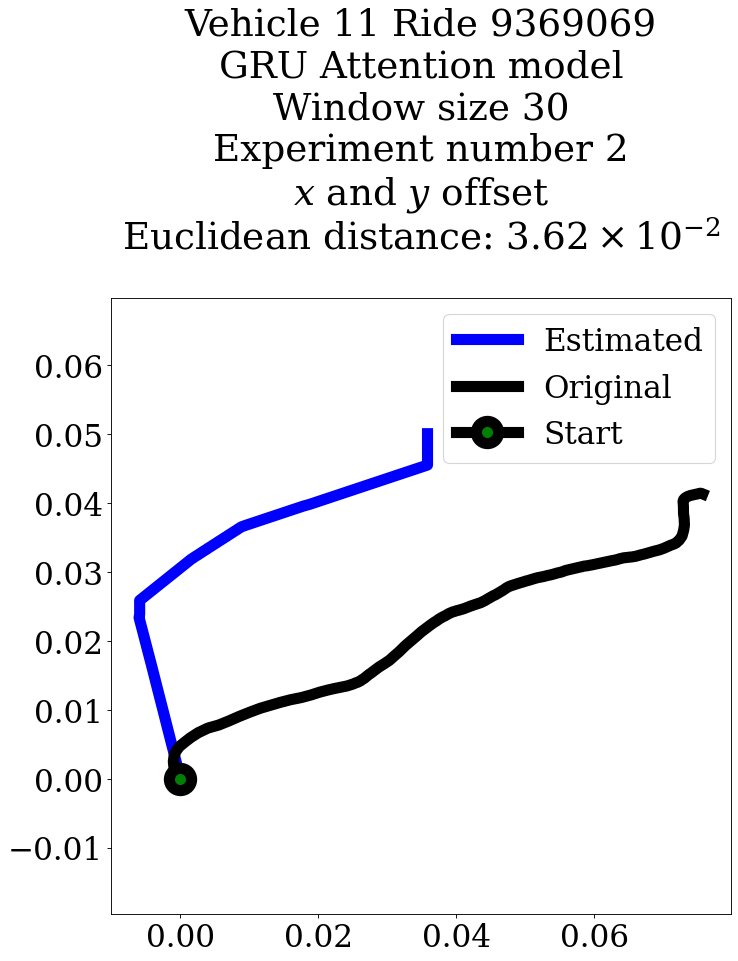 Vehicle 11 Ride 9369069
GRU Attention model
Window size 30
Experiment number 2
x and y offset
Euclidean distance: 3.62 × 10⁻²
Estimated
Original
Start
0.06
0.05
0.04
0.03
0.02
0.01
0.00
−0.01
0.00 0.02 0.04 0.06